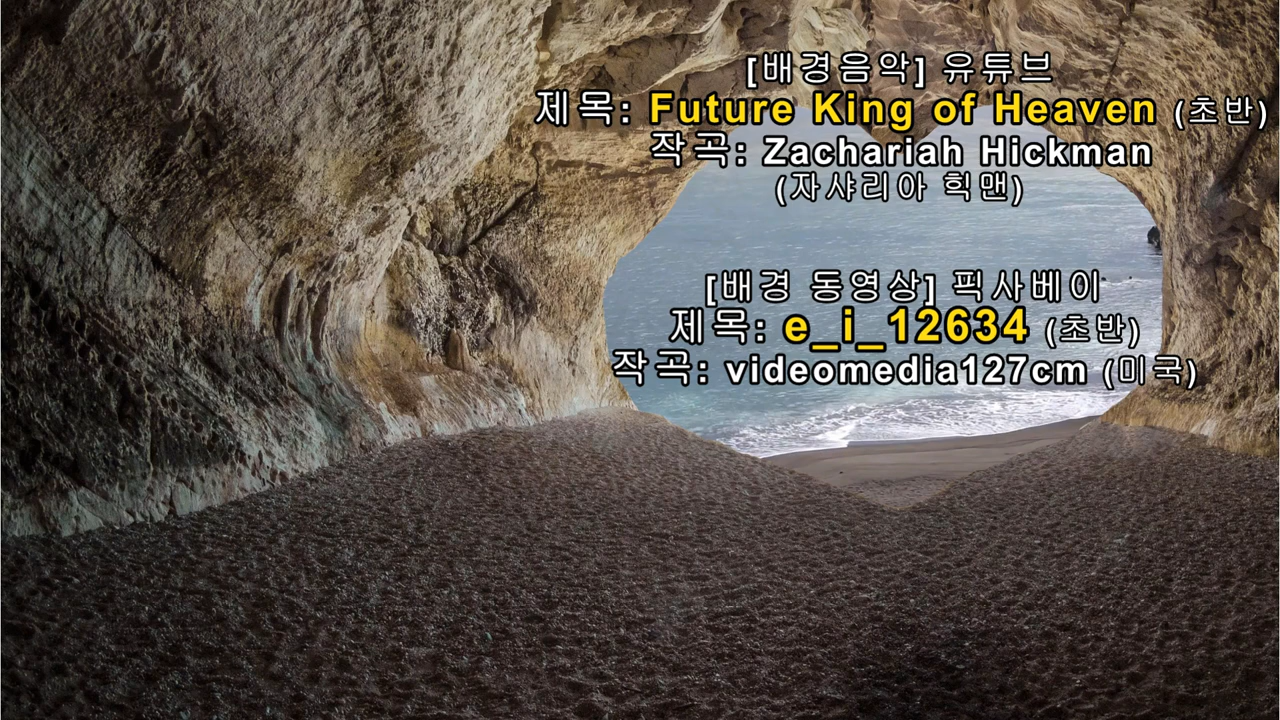 [배경음악] 유튜브
제목: Future King of Heaven (초반)
작곡: Zachariah Hickman
(자샤리아 힉맨)
[배경 동영상] 픽사베이
제목: e_i_12634 (초반)
작곡: videomedia127cm (미국)